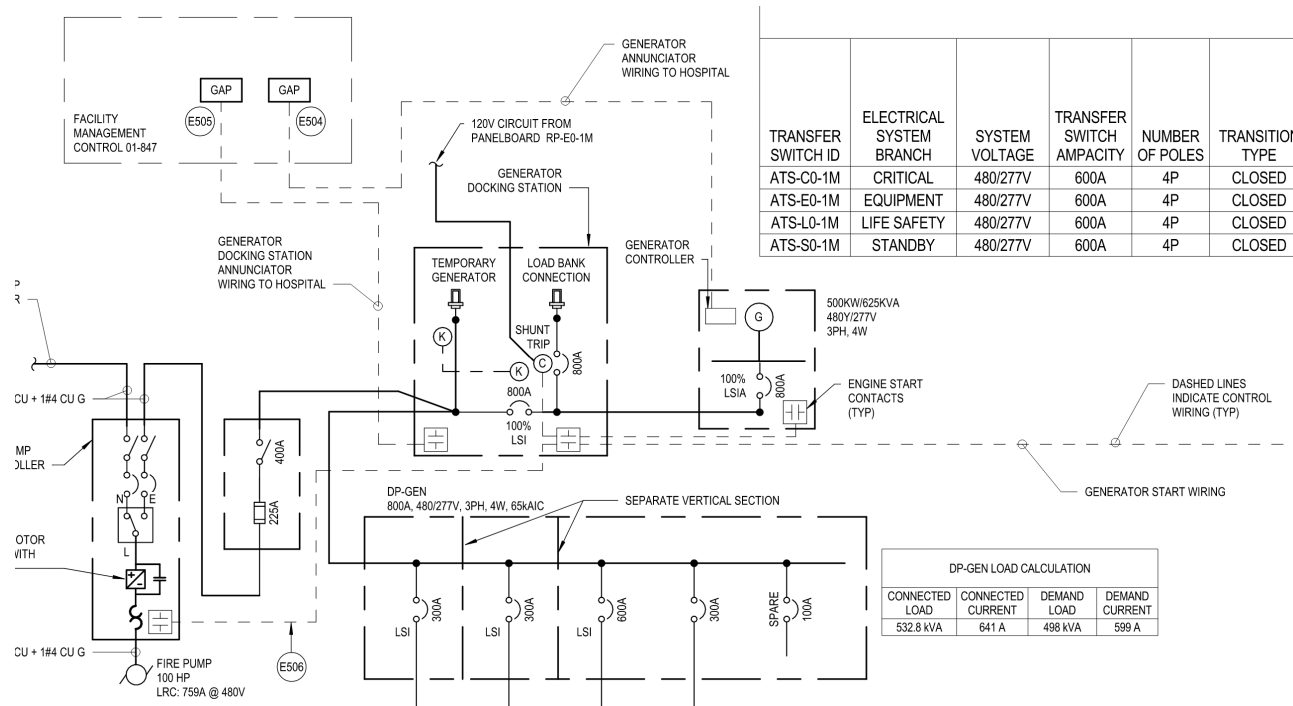 GENERATOR
ANNUNCIATOR
WIRING TO HOSPITAL
GAP
GAP
E505
E504
FACILITY
MANAGEMENT
CONTROL 01-847
120V CIRCUIT FROM
PANELBOARD RP-E0-1M
GENERATOR
DOCKING STATION
TRANSFER
SWITCH ID
ELECTRICAL
SYSTEM
BRANCH
SYSTEM
VOLTAGE
TRANSFER
SWITCH
AMPACITY
NUMBER
OF POLES
TRANSITION
TYPE
ATS-C0-1M CRITICAL 480/277V 600A 4P CLOSED
ATS-E0-1M EQUIPMENT 480/277V 600A 4P CLOSED
ATS-L0-1M LIFE SAFETY 480/277V 600A 4P CLOSED
ATS-S0-1M STANDBY 480/277V 600A 4P CLOSED
GENERATOR
DOCKING STATION
ANNUNCIATOR
WIRING TO HOSPITAL
GENERATOR
CONTROLLER
TEMPORARY
GENERATOR
LOAD BANK
CONNECTION
SHUNT
TRIP
K
K
C
800A
800A
100%
LSI
G
500KW/625KVA
480Y/277V
3PH, 4W
100%
LSIA
800A
ENGINE START
CONTACTS
(TYP)
DASHED LINES
INDICATE CONTROL
WIRING (TYP)
GENERATOR START WIRING
P
R
CU + 1#4 CU G
MP
OLLER
N
E
L
OTOR
WITH
+
-
CU + 1#4 CU G
FIRE PUMP
100 HP
LRC: 759A @ 480V
400A
225A
E506
DP-GEN
800A, 480/277V, 3PH, 4W, 65kAIC
SEPARATE VERTICAL SECTION
300A
LSI
300A
LSI
600A
LSI
300A
SPARE
100A
DP-GEN LOAD CALCULATION
CONNECTED
LOAD
CONNECTED
CURRENT
DEMAND
LOAD
DEMAND
CURRENT
532.8 kVA 641 A 498 kVA 599 A